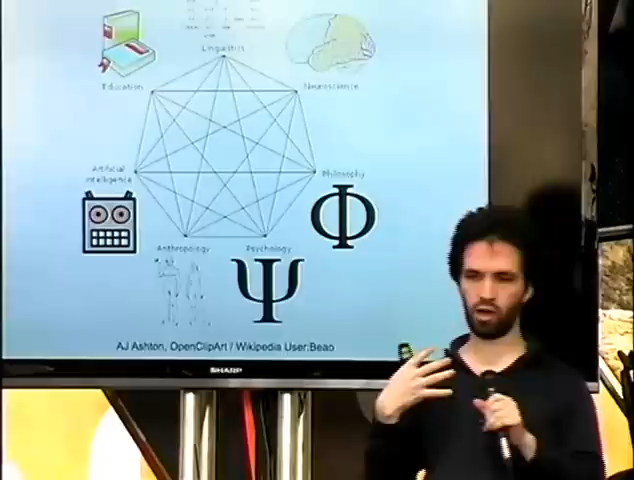 Linguistics
Education
Neuroscience
Artificial
Intelligence
Philosophy
Anthropology
Psychology
Φ
Ψ
AJ Ashton, OpenClipArt / Wikipedia User:Beao
SHARP